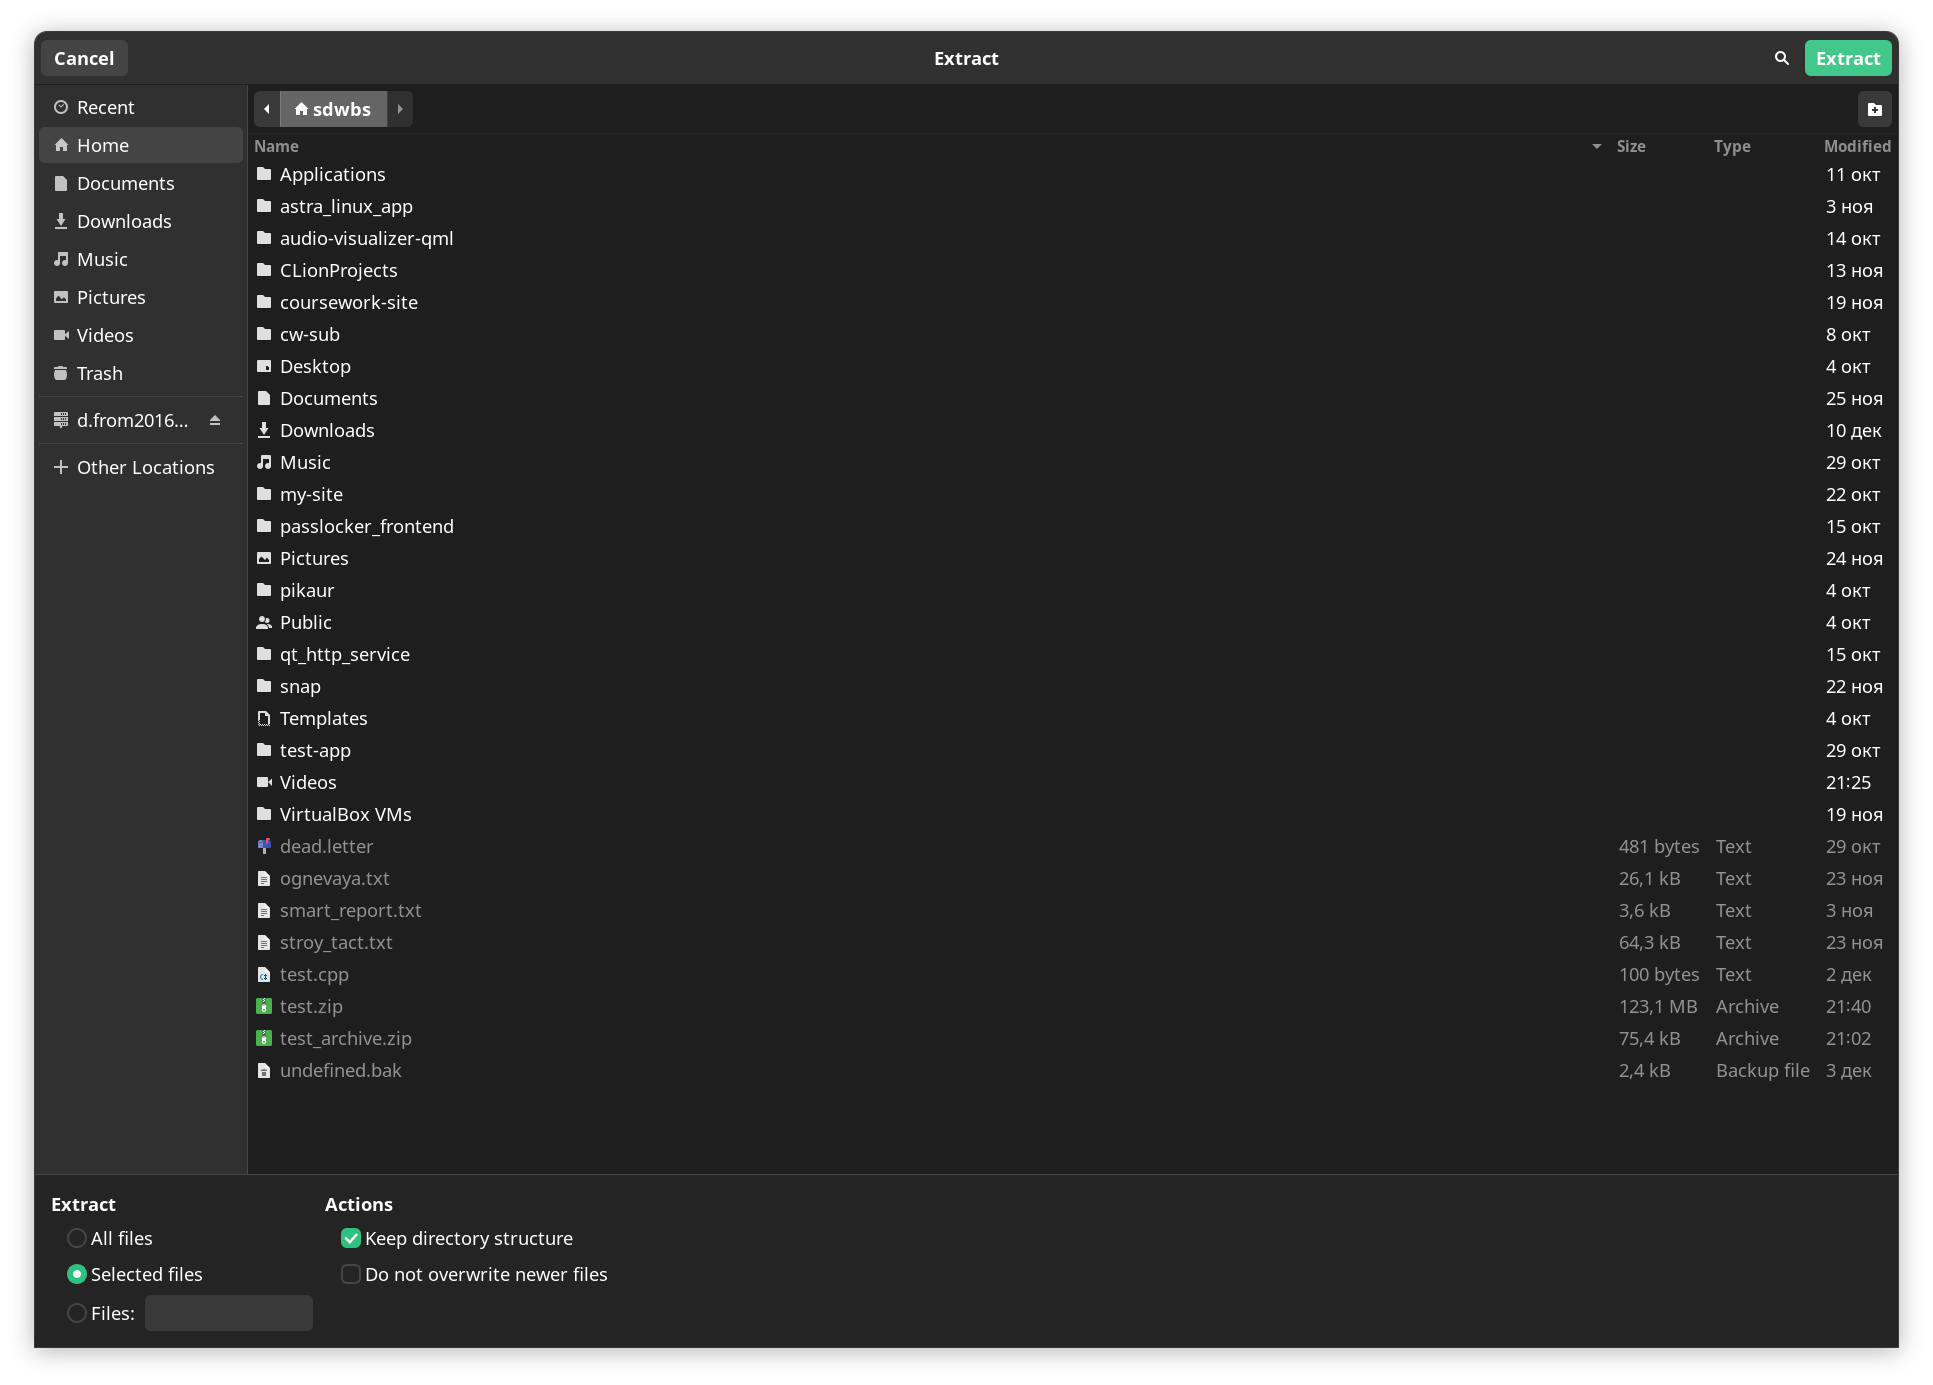 Cancel Extract Extract
Recent
Home
Documents
Downloads
Music
Pictures
Videos
Trash
d.from2016...
Other Locations
sdwbs
Name Size Type Modified
Applications 11 окт
astra_linux_app 3 ноя
audio-visualizer-qml 14 окт
CLionProjects 13 ноя
coursework-site 19 ноя
cw-sub 8 окт
Desktop 4 окт
Documents 25 ноя
Downloads 10 дек
Music 29 окт
my-site 22 окт
passlocker_frontend 15 окт
Pictures 24 ноя
pikaur 4 окт
Public 4 окт
qt_http_service 15 окт
snap 22 ноя
Templates 4 окт
test-app 29 окт
Videos 21:25
VirtualBox VMs 19 ноя
dead.letter 481 bytes Text 29 окт
ognevaya.txt 26,1 kB Text 23 ноя
smart_report.txt 3,6 kB Text 3 ноя
stroy_tact.txt 64,3 kB Text 23 ноя
test.cpp 100 bytes Text 2 дек
test.zip 123,1 MB Archive 21:40
test_archive.zip 75,4 kB Archive 21:02
undefined.bak 2,4 kB Backup file 3 дек
Extract
All files
Selected files
Files:
Actions
Keep directory structure
Do not overwrite newer files